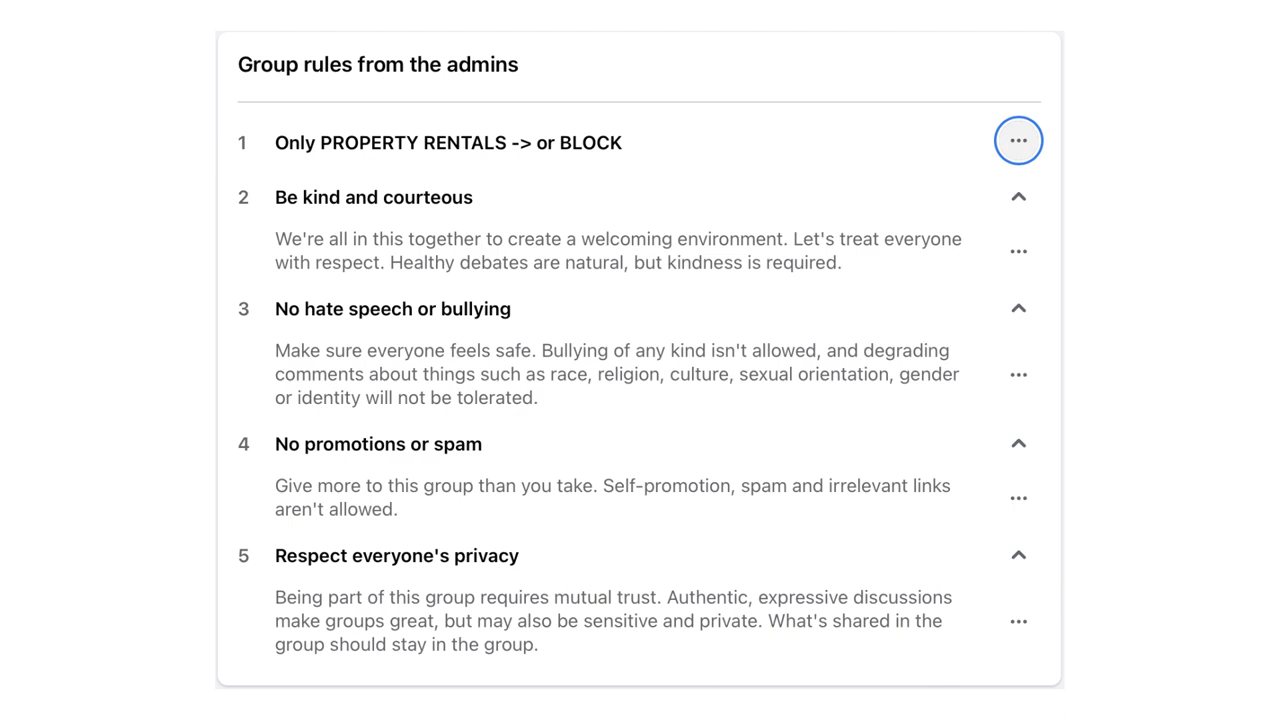 Group rules from the admins
1 Only PROPERTY RENTALS -> or BLOCK
2 Be kind and courteous
We're all in this together to create a welcoming environment. Let's treat everyone
with respect. Healthy debates are natural, but kindness is required.
3 No hate speech or bullying
Make sure everyone feels safe. Bullying of any kind isn't allowed, and degrading
comments about things such as race, religion, culture, sexual orientation, gender
or identity will not be tolerated.
4 No promotions or spam
Give more to this group than you take. Self-promotion, spam and irrelevant links
aren't allowed.
5 Respect everyone's privacy
Being part of this group requires mutual trust. Authentic, expressive discussions
make groups great, but may also be sensitive and private. What's shared in the
group should stay in the group.